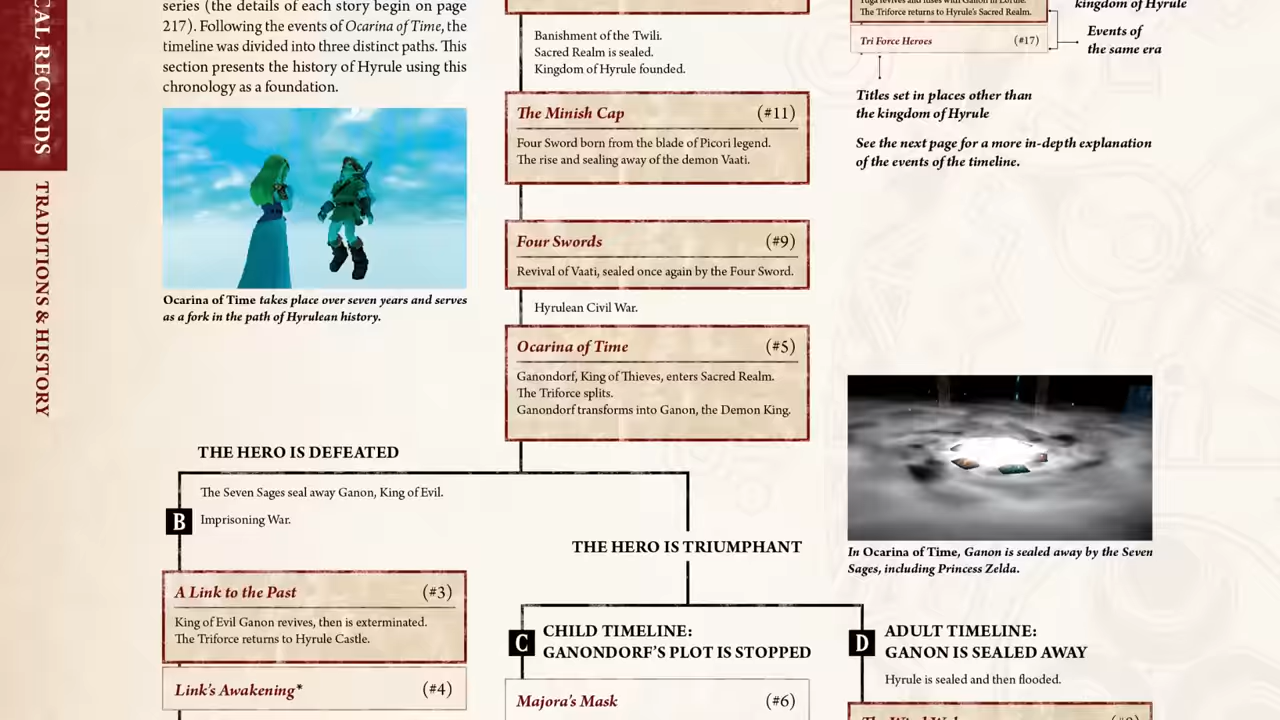 CAL RECORDS
TRADITIONS & HISTORY
series (the details of each story begin on page
217). Following the events of Ocarina of Time, the
timeline was divided into three distinct paths. This
section presents the history of Hyrule using this
chronology as a foundation.
Ocarina of Time takes place over seven years and serves
as a fork in the path of Hyrulean history.
Banishment of the Twili.
Sacred Realm is sealed.
Kingdom of Hyrule founded.
The Minish Cap (#11)
Four Sword born from the blade of Picori legend.
The rise and sealing away of the demon Vaati.
Four Swords (#9)
Revival of Vaati, sealed once again by the Four Sword.
Hyrulean Civil War.
Ocarina of Time (#5)
Ganondorf, King of Thieves, enters Sacred Realm.
The Triforce splits.
Ganondorf transforms into Ganon, the Demon King.
The Triforce returns to Hyrule's Sacred Realm.
Tri Force Heroes (#17)
kingdom of Hyrule
Events of
the same era
Titles set in places other than
the kingdom of Hyrule
See the next page for a more in-depth explanation
of the events of the timeline.
In Ocarina of Time, Ganon is sealed away by the Seven
Sages, including Princess Zelda.
THE HERO IS DEFEATED
The Seven Sages seal away Ganon, King of Evil.
B
Imprisoning War.
A Link to the Past (#3)
King of Evil Ganon revives, then is exterminated.
The Triforce returns to Hyrule Castle.
Link's Awakening* (#4)
THE HERO IS TRIUMPHANT
C
CHILD TIMELINE:
GANONDORF'S PLOT IS STOPPED
Majora's Mask (#6)
D
ADULT TIMELINE:
GANON IS SEALED AWAY
Hyrule is sealed and then flooded.